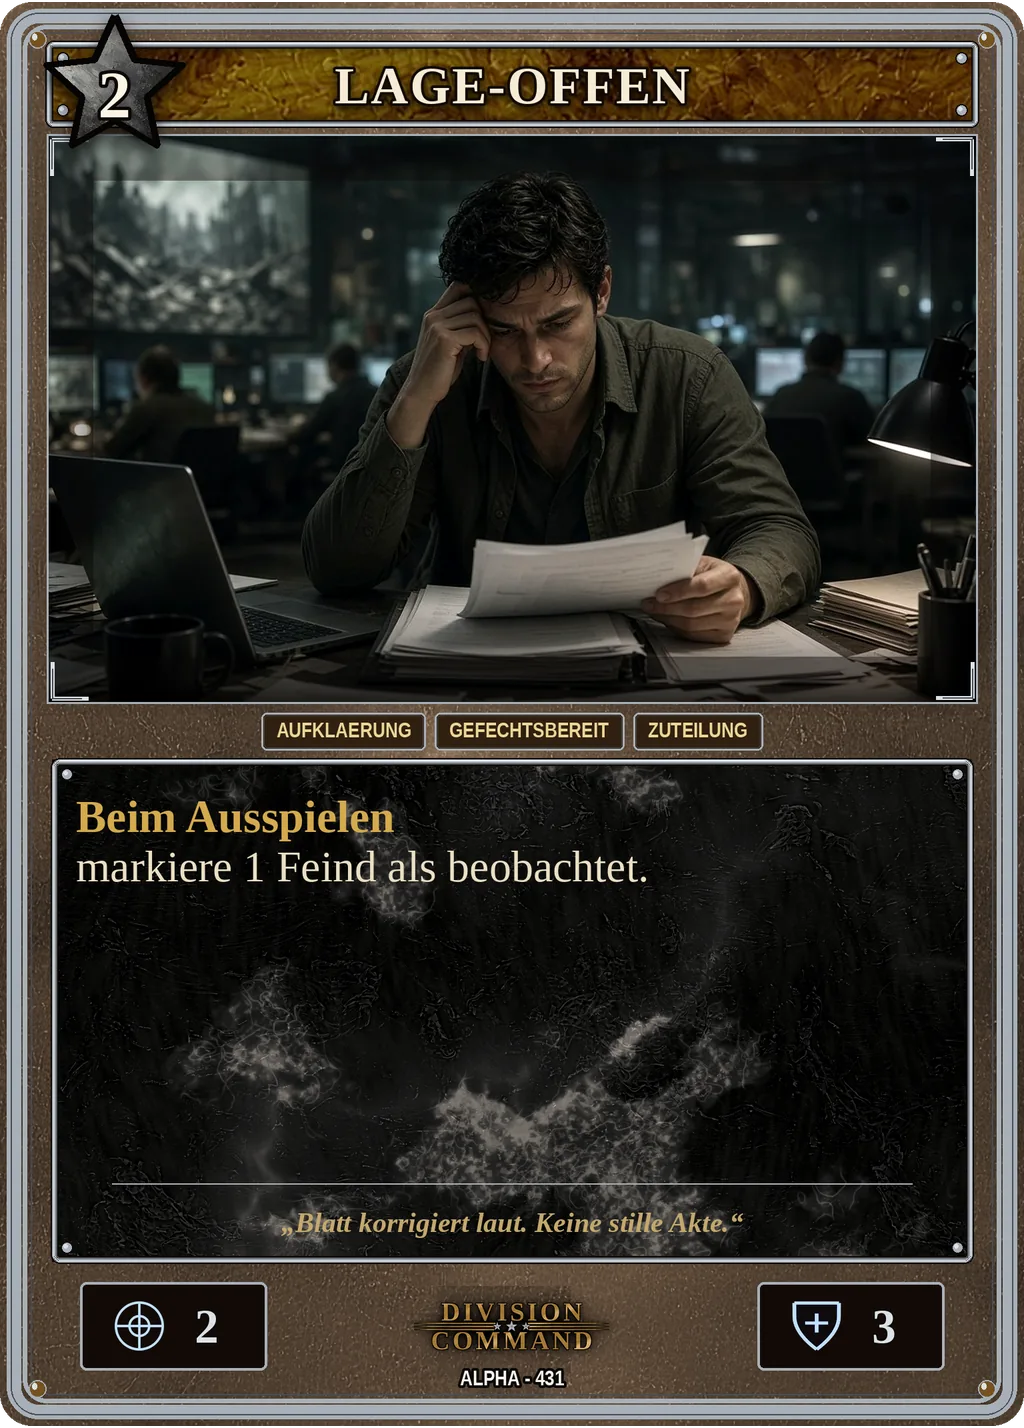 2
LAGE-OFFEN
AUFKLAERUNG
GEFECHTSBEREIT
ZUTEILUNG
Beim Ausspielen
markiere 1 Feind als beobachtet.
„Blatt korrigiert laut. Keine stille Akte.“
2
DIVISION
COMMAND
3
ALPHA - 431